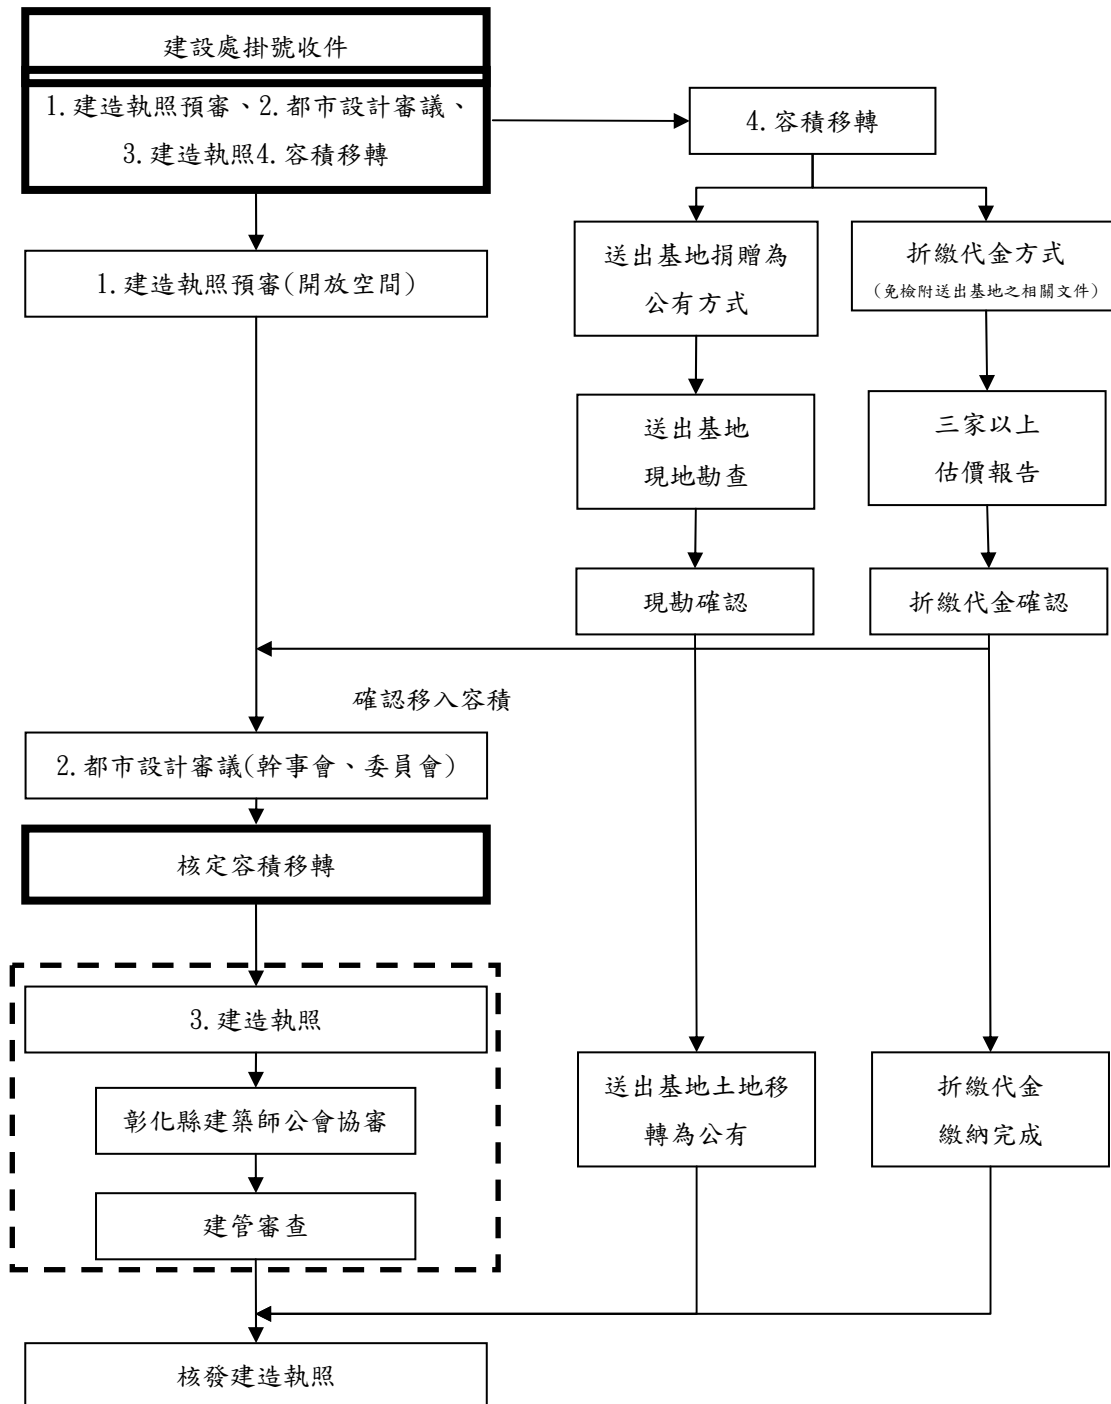 建設處掛號收件
1.建造執照預審、2.都市設計審議、
3.建造執照4.容積移轉
4.容積移轉
1.建造執照預審(開放空間)
送出基地捐贈為
公有方式
折繳代金方式
(免檢附送出基地之相關文件)
送出基地
現地勘查
三家以上
估價報告
現勘確認
折繳代金確認
確認移入容積
2.都市設計審議(幹事會、委員會)
核定容積移轉
3.建造執照
彰化縣建築師公會協審
建管審查
送出基地土地移
轉為公有
折繳代金
繳納完成
核發建造執照